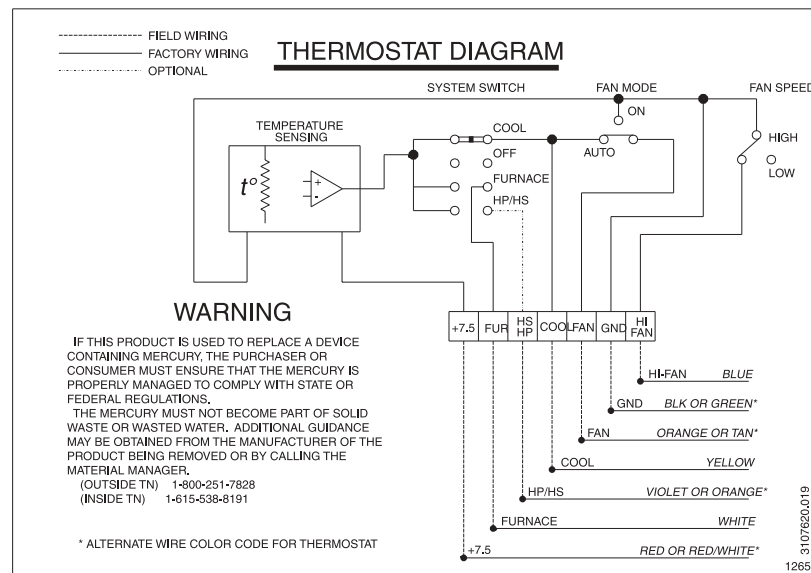 FIELD WIRING
FACTORY WIRING
OPTIONAL
THERMOSTAT DIAGRAM
SYSTEM SWITCH
FAN MODE
FAN SPEED
ON
TEMPERATURE
SENSING
COOL
OFF
FURNACE
HP/HS
AUTO
HIGH
LOW
t°
+
-
WARNING
IF THIS PRODUCT IS USED TO REPLACE A DEVICE
CONTAINING MERCURY, THE PURCHASER OR
CONSUMER MUST ENSURE THAT THE MERCURY IS
PROPERLY MANAGED TO COMPLY WITH STATE OR
FEDERAL REGULATIONS.
THE MERCURY MUST NOT BECOME PART OF SOLID
WASTE OR WASTED WATER. ADDITIONAL GUIDANCE
MAY BE OBTAINED FROM THE MANUFACTURER OF THE
PRODUCT BEING REMOVED OR BY CALLING THE
MATERIAL MANAGER.
(OUTSIDE TN) 1-800-251-7828
(INSIDE TN) 1-615-538-8191
* ALTERNATE WIRE COLOR CODE FOR THERMOSTAT
+7.5
FUR
HS
HP
COOL
FAN
GND
HI
FAN
HI-FAN BLUE
GND BLK OR GREEN*
FAN ORANGE OR TAN*
COOL YELLOW
HP/HS VIOLET OR ORANGE*
FURNACE WHITE
+7.5 RED OR RED/WHITE*
3107620.019
1265